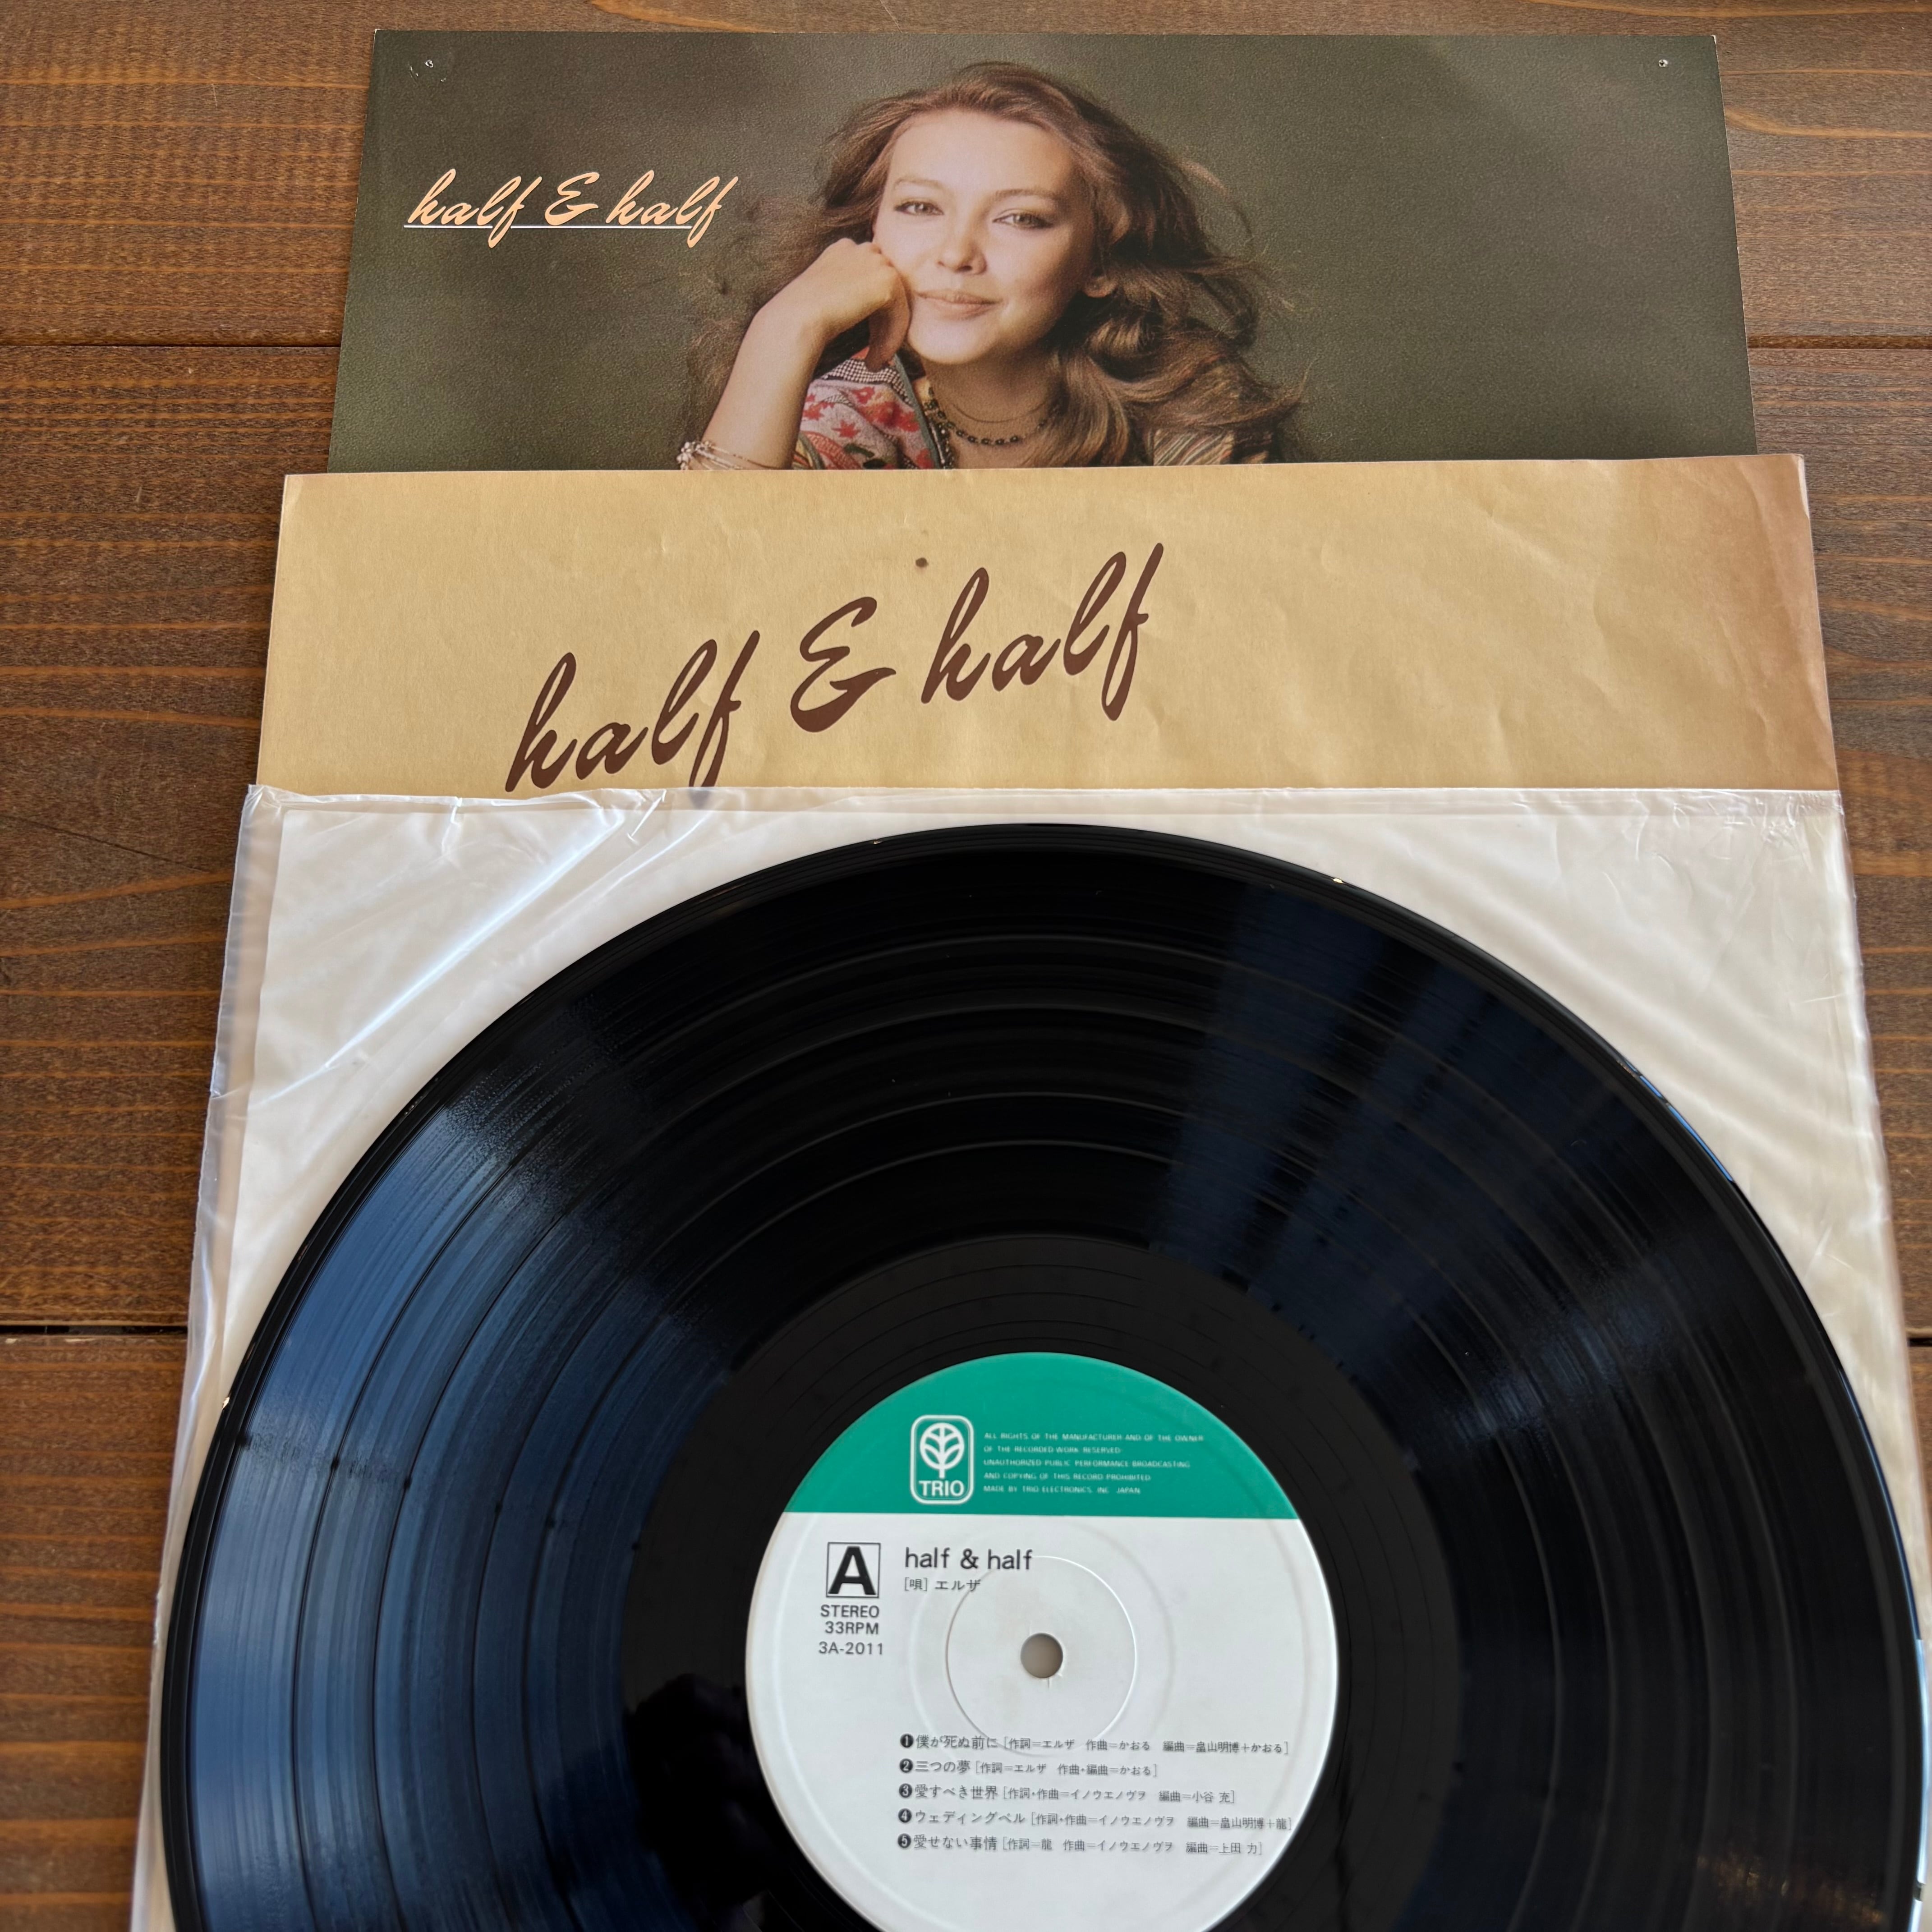 half & half
half & half
TRIO
ALL RIGHTS OF THE MANUFACTURER AND OF THE OWNER
OF THE RECORDED WORK RESERVED
UNAUTHORIZED PUBLIC PERFORMANCE BROADCASTING
AND COPYING OF THIS RECORD PROHIBITED
MADE BY TRIO ELECTRONICS, INC. JAPAN
A
half & half
[唄] エルザ
STEREO
33RPM
3A-2011
❶僕が死ぬ前に [作詞=エルザ 作曲=かおる 編曲=畠山明博+かおる]
❷三つの夢 [作詞=エルザ 作曲・編曲=かおる]
❸愛すべき世界 [作詞・作曲=イノウエノヴヲ 編曲=小谷 充]
❹ウェディングベル [作詞・作曲=イノウエノヴヲ 編曲=畠山明博+龍]
❺愛せない事情 [作詞=龍 作曲=イノウエノヴヲ 編曲=上田 力]